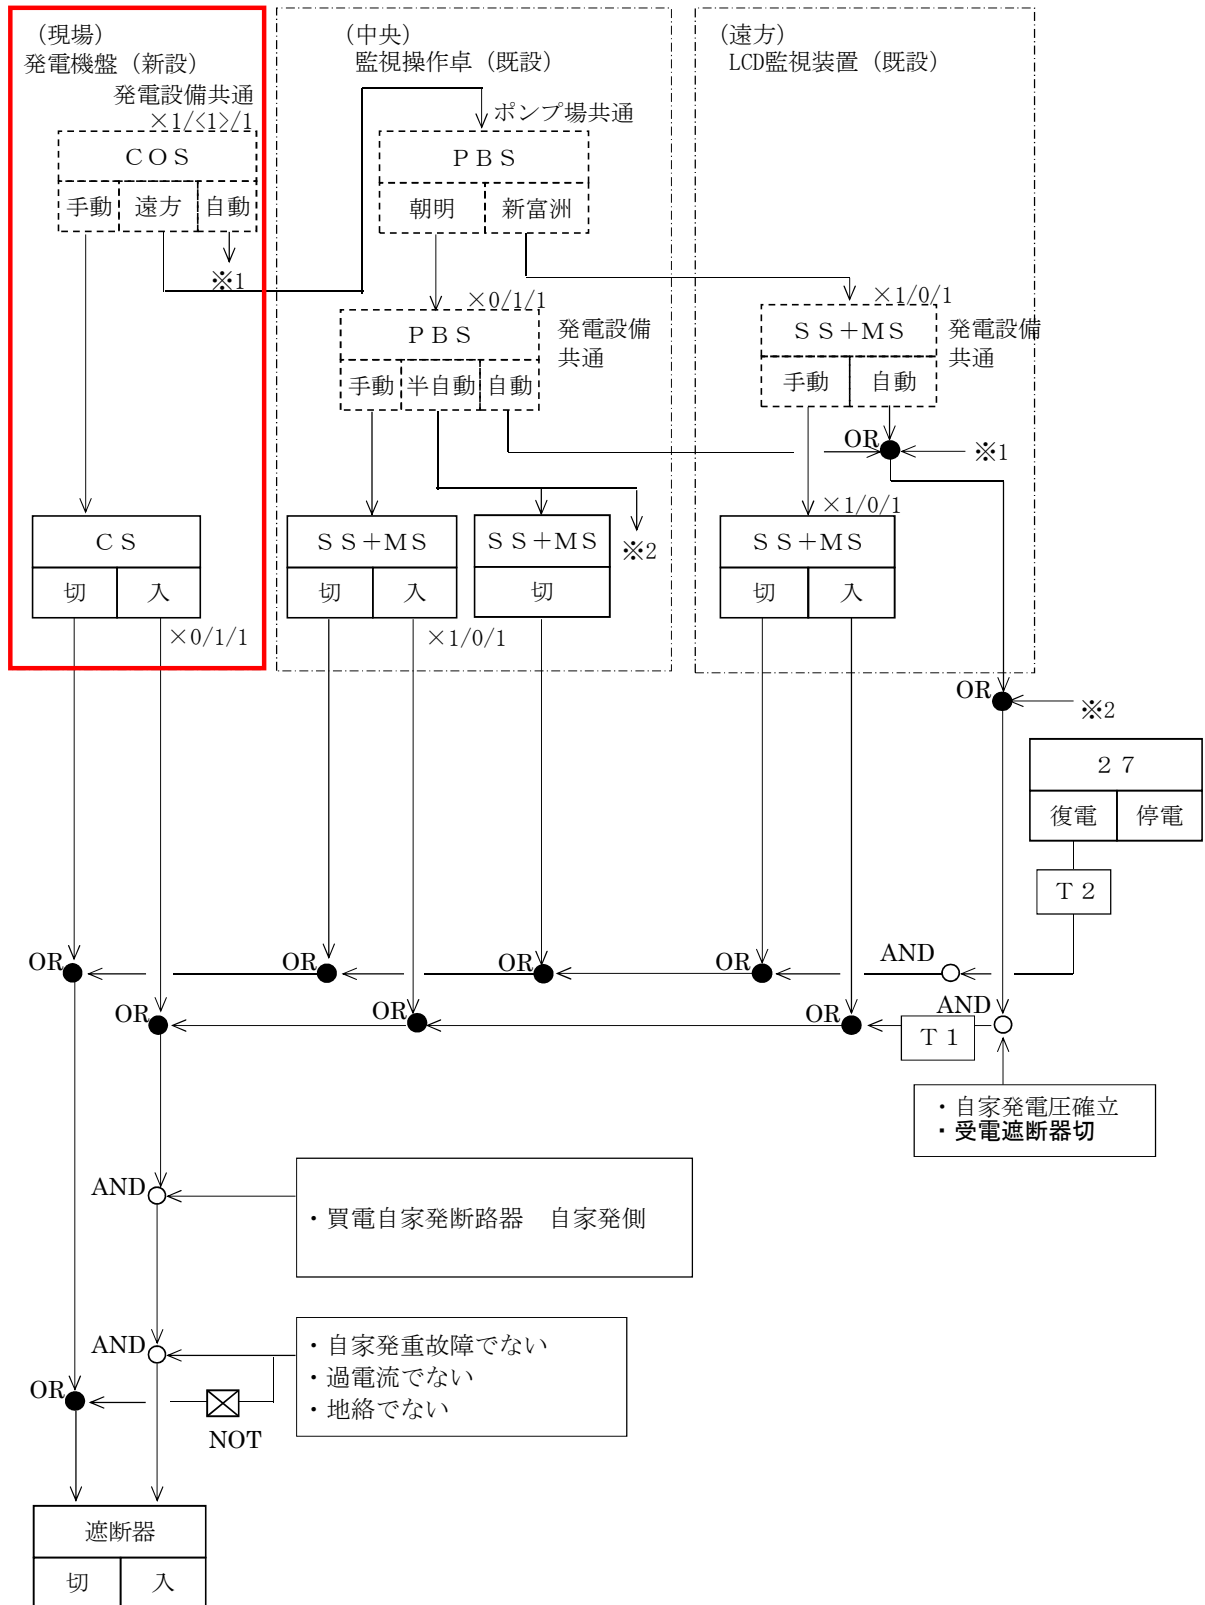 （現場）
発電機盤（新設）
発電設備共通
×1/<1>/1
ＣＯＳ
手動
遠方
自動
※1
ＣＳ
切
入
×0/1/1
（中央）
監視操作卓（既設）
ポンプ場共通
ＰＢＳ
朝明
新富洲
×0/1/1
ＰＢＳ
発電設備
共通
手動
半自動
自動
ＳＳ＋MS
切
入
×1/0/1
ＳＳ＋MS
切
※2
（遠方）
LCD監視装置（既設）
×1/0/1
ＳＳ＋MS
発電設備
共通
手動
自動
OR
※1
×1/0/1
ＳＳ＋MS
切
入
OR
※2
２７
復電
停電
Ｔ２
OR
OR
OR
OR
AND
OR
OR
OR
Ｔ１
AND
・自家発電圧確立
・受電遮断器切
AND
・買電自家発断路器　自家発側
AND
・自家発重故障でない
・過電流でない
・地絡でない
OR
NOT
遮断器
切
入